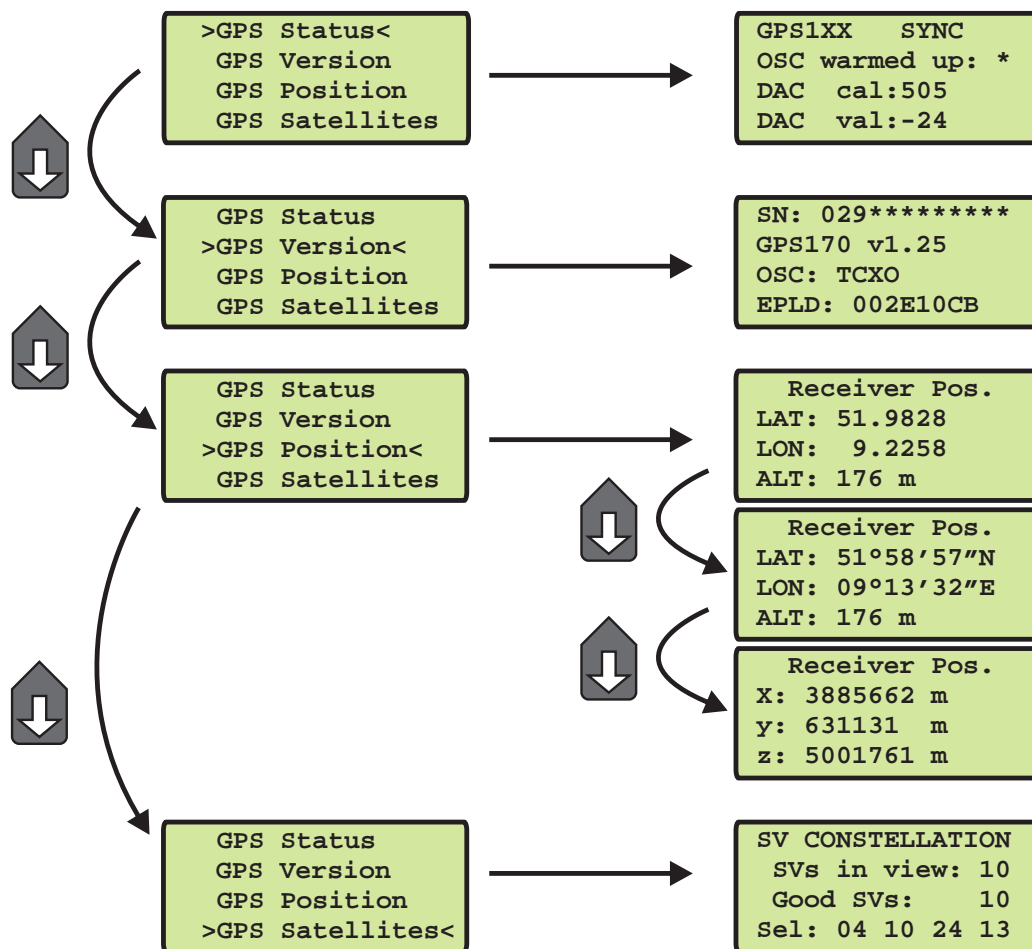 >GPS Status<
GPS Version
GPS Position
GPS Satellites
GPS1XX SYNC
OSC warmed up: *
DAC cal:505
DAC val:-24
GPS Status
>GPS Version<
GPS Position
GPS Satellites
SN: 029*********
GPS170 v1.25
OSC: TCXO
EPLD: 002E10CB
GPS Status
GPS Version
>GPS Position<
GPS Satellites
Receiver Pos.
LAT: 51.9828
LON: 9.2258
ALT: 176 m
Receiver Pos.
LAT: 51°58′57″N
LON: 09°13′32″E
ALT: 176 m
Receiver Pos.
X: 3885662 m
y: 631131 m
z: 5001761 m
GPS Status
GPS Version
GPS Position
>GPS Satellites<
SV CONSTELLATION
SVs in view: 10
Good SVs: 10
Sel: 04 10 24 13